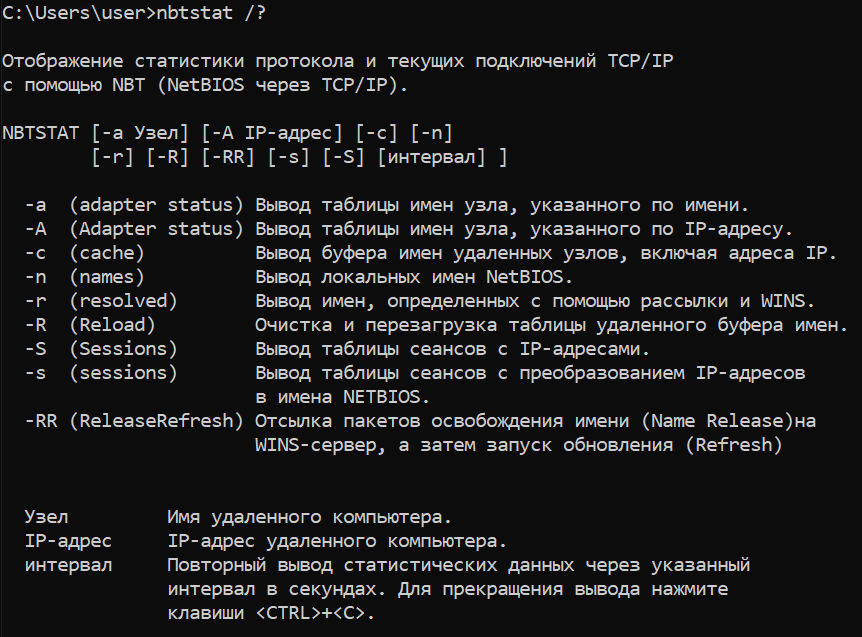 C:\Users\user>nbtstat /?
Отображение статистики протокола и текущих подключений TCP/IP
с помощью NBT (NetBIOS через TCP/IP).
NBTSTAT [-a Узел] [-A IP-адрес] [-c] [-n]
        [-r] [-R] [-RR] [-s] [-S] [интервал] ]
  -a  (adapter status) Вывод таблицы имен узла, указанного по имени.
  -A  (Adapter status) Вывод таблицы имен узла, указанного по IP-адресу.
  -c  (cache)          Вывод буфера имен удаленных узлов, включая адреса IP.
  -n  (names)          Вывод локальных имен NetBIOS.
  -r  (resolved)       Вывод имен, определенных с помощью рассылки и WINS.
  -R  (Reload)         Очистка и перезагрузка таблицы удаленного буфера имен.
  -S  (Sessions)       Вывод таблицы сеансов с IP-адресами.
  -s  (sessions)       Вывод таблицы сеансов с преобразованием IP-адресов
                       в имена NETBIOS.
  -RR (ReleaseRefresh) Отсылка пакетов освобождения имени (Name Release)на
                       WINS-сервер, а затем запуск обновления (Refresh)
  Узел         Имя удаленного компьютера.
  IP-адрес     IP-адрес удаленного компьютера.
  интервал     Повторный вывод статистических данных через указанный
               интервал в секундах. Для прекращения вывода нажмите
               клавиши <CTRL>+<C>.